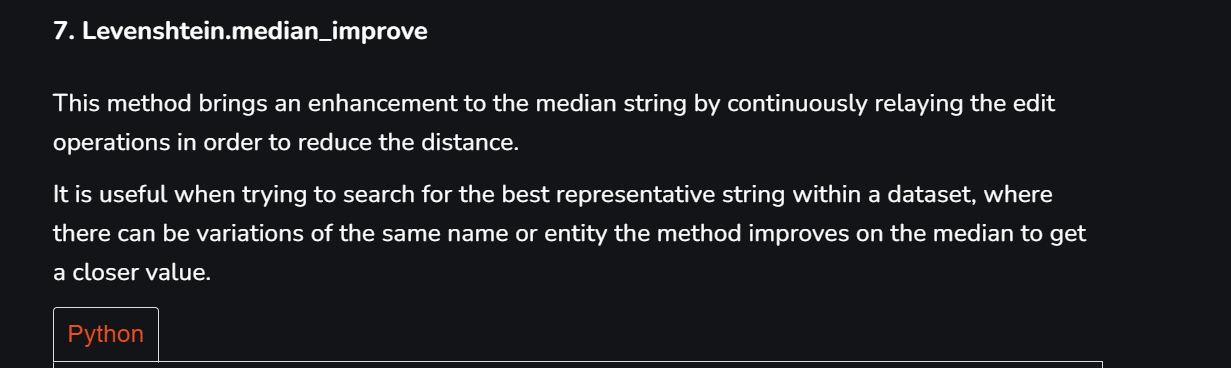 7. Levenshtein.median_improve
This method brings an enhancement to the median string by continuously relaying the edit
operations in order to reduce the distance.
It is useful when trying to search for the best representative string within a dataset, where
there can be variations of the same name or entity the method improves on the median to get
a closer value.
Python